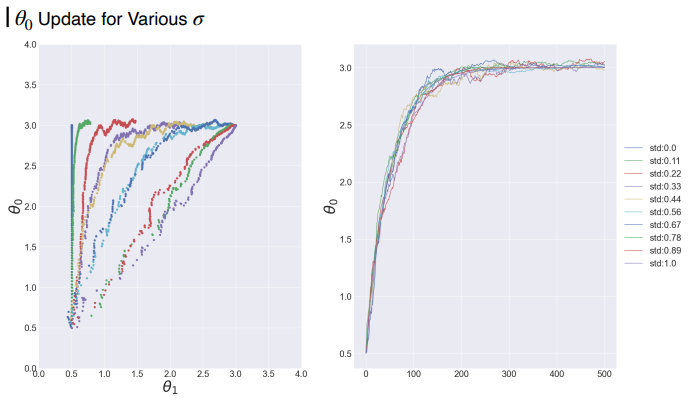 θ0 Update for Various σ
4.0
3.5
3.0
2.5
2.0
1.5
1.0
0.5
0.0
θ0
0.0 0.5 1.0 1.5 2.0 2.5 3.0 3.5 4.0
θ1
3.0
2.5
2.0
1.5
1.0
0.5
θ0
0 100 200 300 400 500
std:0.0
std:0.11
std:0.22
std:0.33
std:0.44
std:0.56
std:0.67
std:0.78
std:0.89
std:1.0